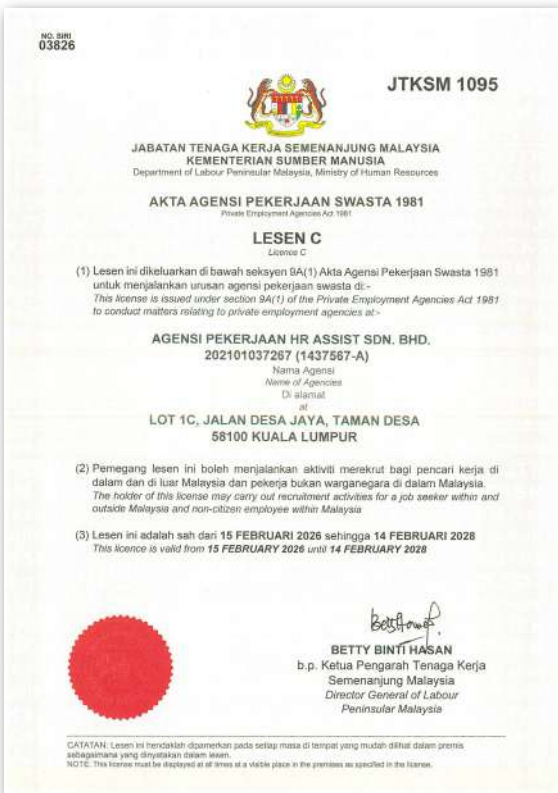 NO. SIRI
03826
JTKSM 1095
JABATAN TENAGA KERJA SEMENANJUNG MALAYSIA
KEMENTERIAN SUMBER MANUSIA
Department of Labour Peninsular Malaysia, Ministry of Human Resources
AKTA AGENSI PEKERJAAN SWASTA 1981
Private Employment Agencies Act 1981
LESEN C
Licence C
(1) Lesen ini dikeluarkan di bawah seksyen 9A(1) Akta Agensi Pekerjaan Swasta 1981
untuk menjalankan urusan agensi pekerjaan swasta di:-
This license is issued under section 9A(1) of the Private Employment Agencies Act 1981
to conduct matters relating to private employment agencies at:-
AGENSI PEKERJAAN HR ASSIST SDN. BHD.
202101037267 (1437567-A)
Nama Agensi
Name of Agencies
Di alamat
at
LOT 1C, JALAN DESA JAYA, TAMAN DESA
58100 KUALA LUMPUR
(2) Pemegang lesen ini boleh menjalankan aktiviti merekrut bagi pencari kerja di
dalam dan di luar Malaysia dan pekerja bukan warganegara di dalam Malaysia.
The holder of this license may carry out recruitment activities for a job seeker within and
outside Malaysia and non-citizen employee within Malaysia
(3) Lesen ini adalah sah dari 15 FEBRUARI 2026 sehingga 14 FEBRUARI 2028
This licence is valid from 15 FEBRUARY 2026 until 14 FEBRUARY 2028
BETTY BINTI HASAN
b.p. Ketua Pengarah Tenaga Kerja
Semenanjung Malaysia
Director General of Labour
Peninsular Malaysia
CATATAN: Lesen ini hendaklah dipamerkan pada setiap masa di tempat yang mudah dilihat dalam premis
sebagaimana yang dinyatakan dalam lesen.
NOTE: This license must be displayed at all times at a visible place in the premises as specified in the license.